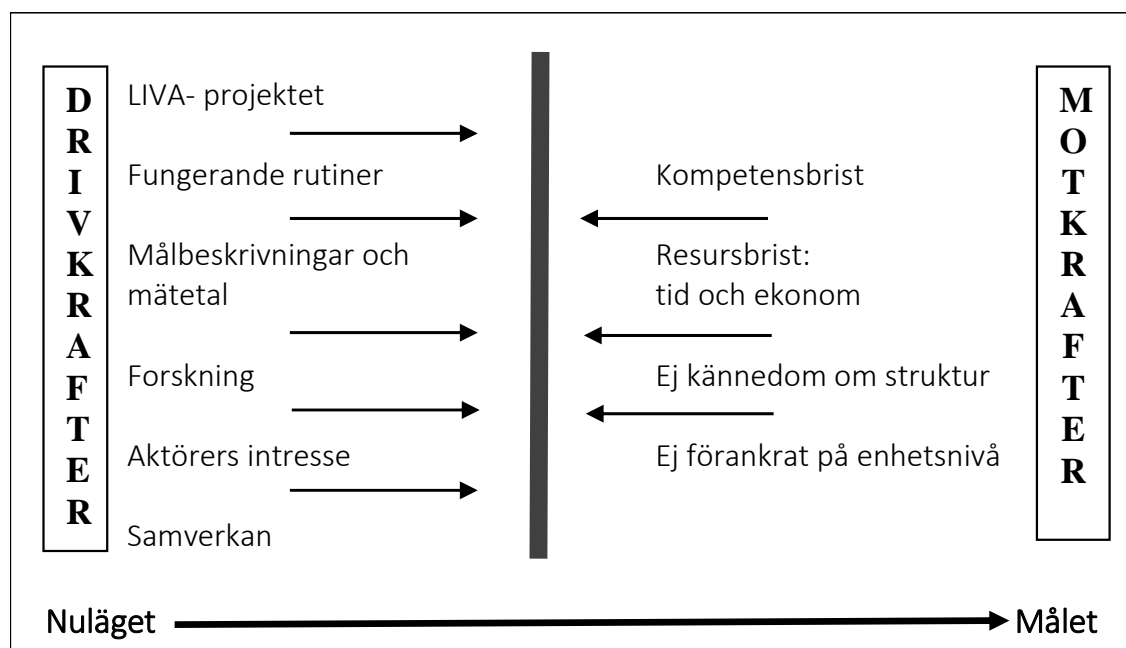 DRIVKRAFTER
LIVA- projektet
Fungerande rutiner
Målbeskrivningar och
mätetal
Forskning
Aktörers intresse
Samverkan
Kompetensbrist
Resursbrist:
tid och ekonom
Ej kännedom om struktur
Ej förankrat på enhetsnivå
MOTKRAFTER
Nuläget
Målet